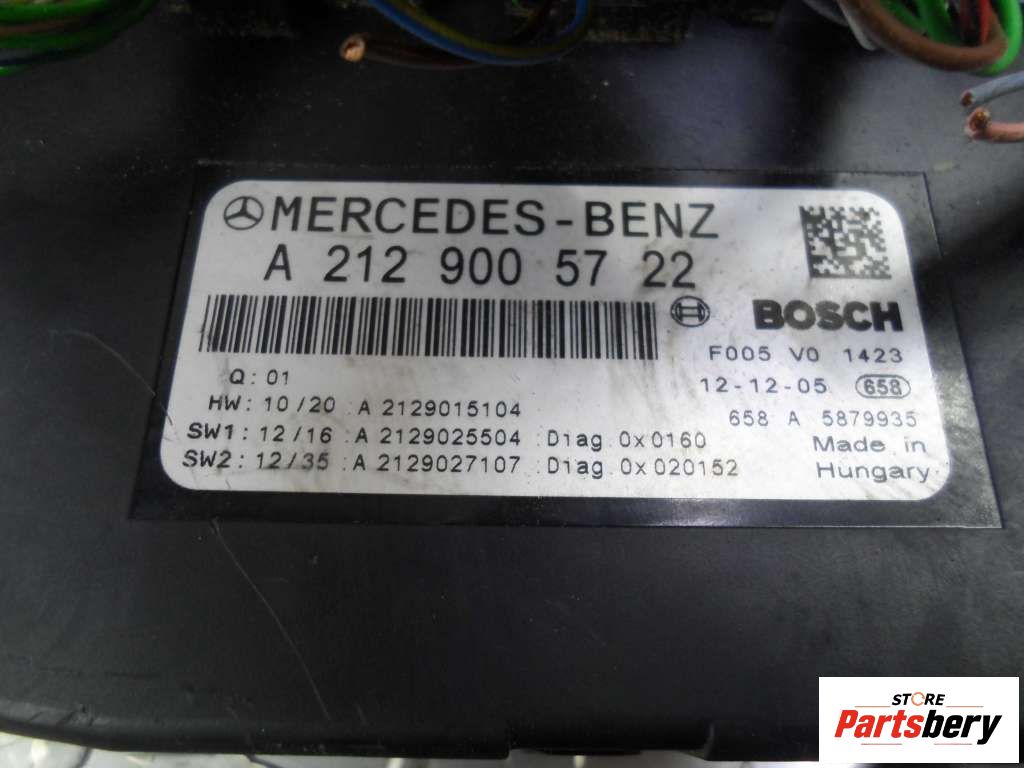 MERCEDES-BENZ
A 212 900 57 22
BOSCH
F005 V0 1423
Q: 01
12-12-05 658
HW: 10/20 A 2129015104
658 A 5879935
SW1: 12/16 A 2129025504 Diag 0x0160
Made in
SW2: 12/35 A 2129027107 Diag 0x020152
Hungary
STORE
Partsbery